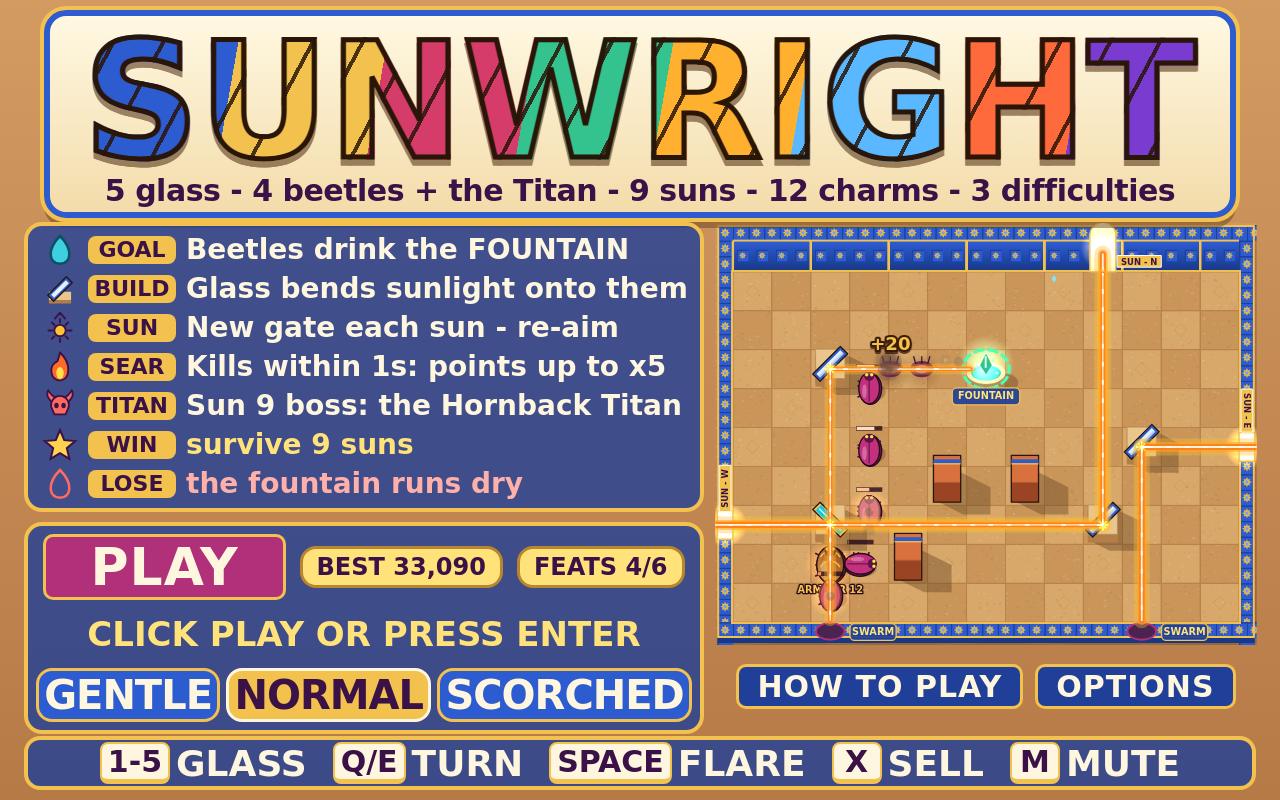 SUNWRIGHT
5 glass - 4 beetles + the Titan - 9 suns - 12 charms - 3 difficulties
GOAL Beetles drink the FOUNTAIN
BUILD Glass bends sunlight onto them
SUN New gate each sun - re-aim
SEAR Kills within 1s: points up to x5
TITAN Sun 9 boss: the Hornback Titan
WIN survive 9 suns
LOSE the fountain runs dry
SUN - N
+20
FOUNTAIN
SUN - E
SUN - W
12
SWARM SWARM
PLAY BEST 33,090 FEATS 4/6
CLICK PLAY OR PRESS ENTER
GENTLE NORMAL SCORCHED
HOW TO PLAY OPTIONS
1-5 GLASS Q/E TURN SPACE FLARE X SELL M MUTE